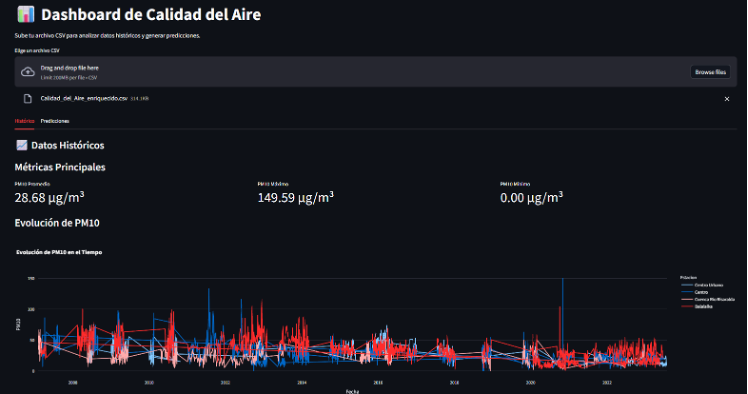 Dashboard de Calidad del Aire
Sube tu archivo CSV para analizar datos históricos y generar predicciones.
Elige un archivo CSV
Drag and drop file here
Limit 200MB per file • CSV
Browse files
Calidad_del_Aire_enriquecido.csv
Histórico Predicciones
Datos Históricos
Métricas Principales
PM10 Promedio PM10 Máximo PM10 Mínimo
28.68 µg/m³ 149.59 µg/m³ 0.00 µg/m³
Evolución de PM10
Evolución de PM10 en el Tiempo
150
100
50
0
PM10
2008 2010 2012 2014 2016 2018 2020 2022
Fecha
Estacion
Centro Urbano
Centro